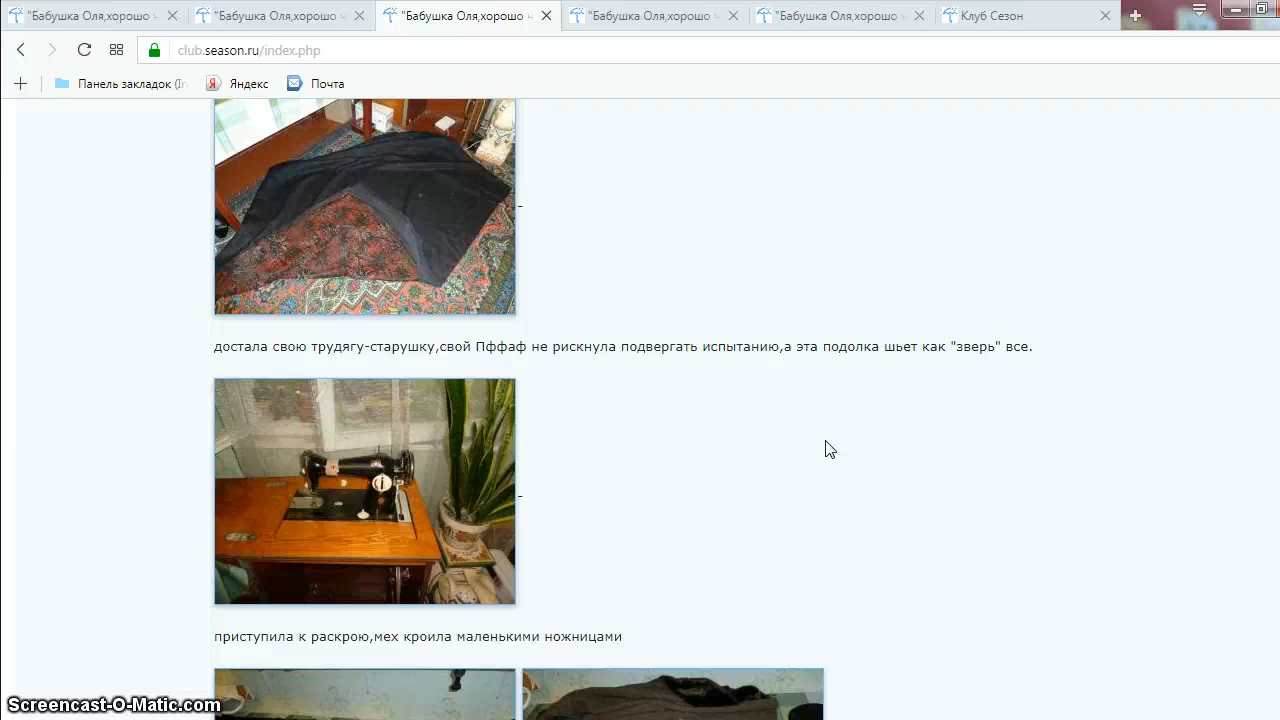 "Бабушка Оля,хорошо ч
"Бабушка Оля,хорошо ч
"Бабушка Оля,хорошо ч
"Бабушка Оля,хорошо ч
"Бабушка Оля,хорошо ч
Клуб Сезон
club.season.ru/index.php
Панель закладок (Iп
Яндекс
Почта
-
достала свою трудягу-старушку,свой Пффаф не рискнула подвергать испытанию,а эта подолка шьет как "зверь" все.
-
приступила к раскрою,мех кроила маленькими ножницами
Screencast-O-Matic.com